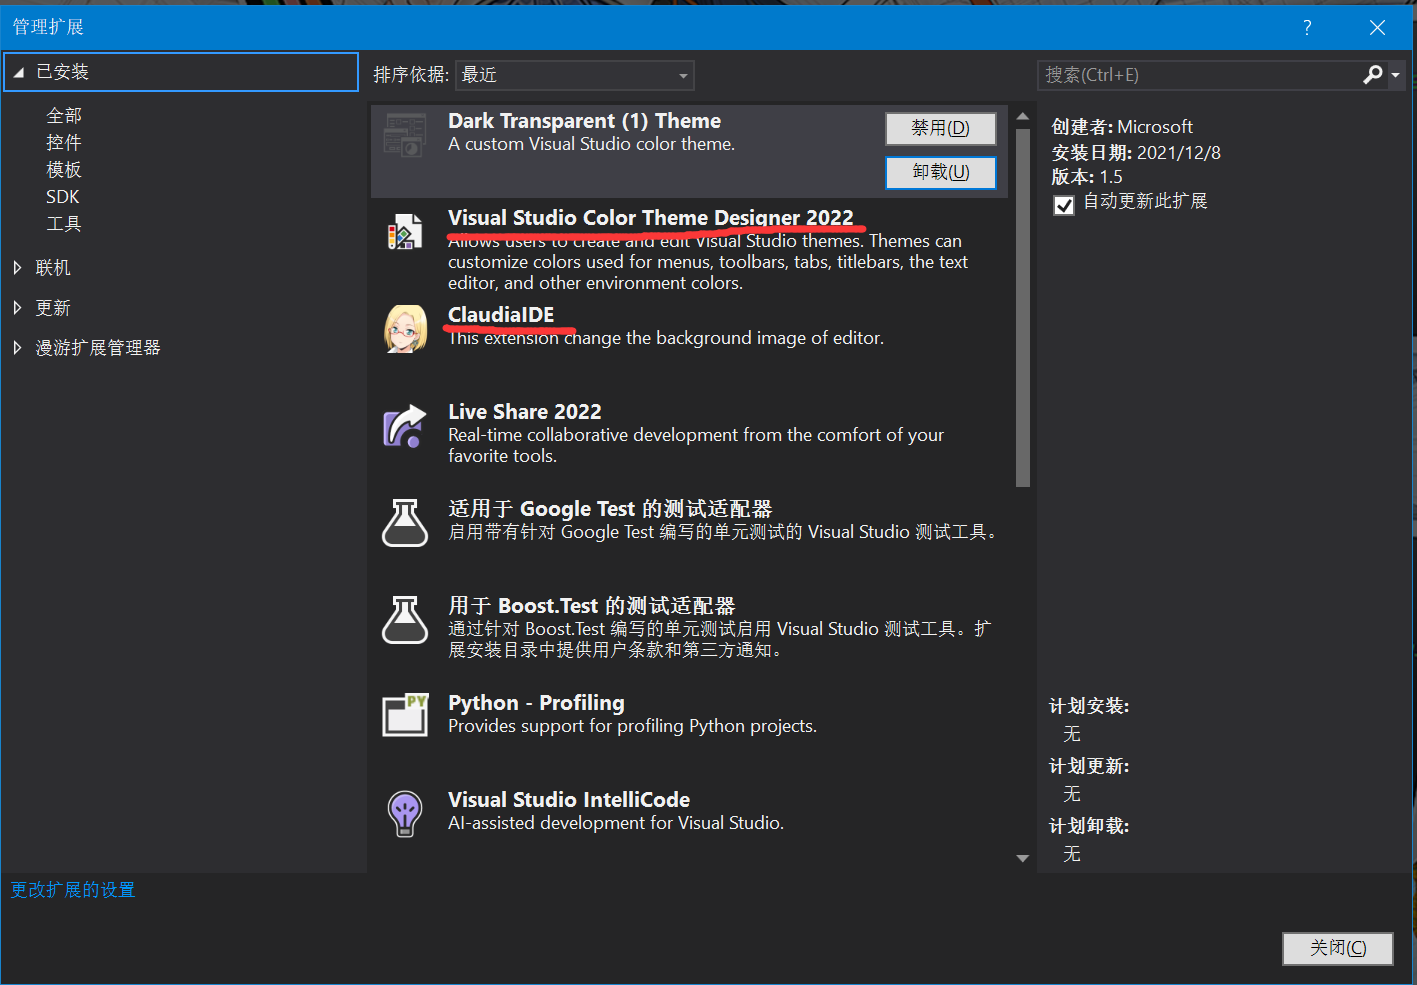 管理扩展
?
已安装
全部
控件
模板
SDK
工具
联机
更新
漫游扩展管理器
更改扩展的设置
排序依据: 最近
Dark Transparent (1) Theme
A custom Visual Studio color theme.
禁用(D)
卸载(U)
Visual Studio Color Theme Designer 2022
Allows users to create and edit Visual Studio themes. Themes can
customize colors used for menus, toolbars, tabs, titlebars, the text
editor, and other environment colors.
ClaudiaIDE
This extension change the background image of editor.
Live Share 2022
Real-time collaborative development from the comfort of your
favorite tools.
适用于 Google Test 的测试适配器
启用带有针对 Google Test 编写的单元测试的 Visual Studio 测试工具。
用于 Boost.Test 的测试适配器
通过针对 Boost.Test 编写的单元测试启用 Visual Studio 测试工具。扩
展安装目录中提供用户条款和第三方通知。
PY
Python - Profiling
Provides support for profiling Python projects.
Visual Studio IntelliCode
AI-assisted development for Visual Studio.
搜索(Ctrl+E)
创建者: Microsoft
安装日期: 2021/12/8
版本: 1.5
自动更新此扩展
计划安装:
无
计划更新:
无
计划卸载:
无
关闭(C)